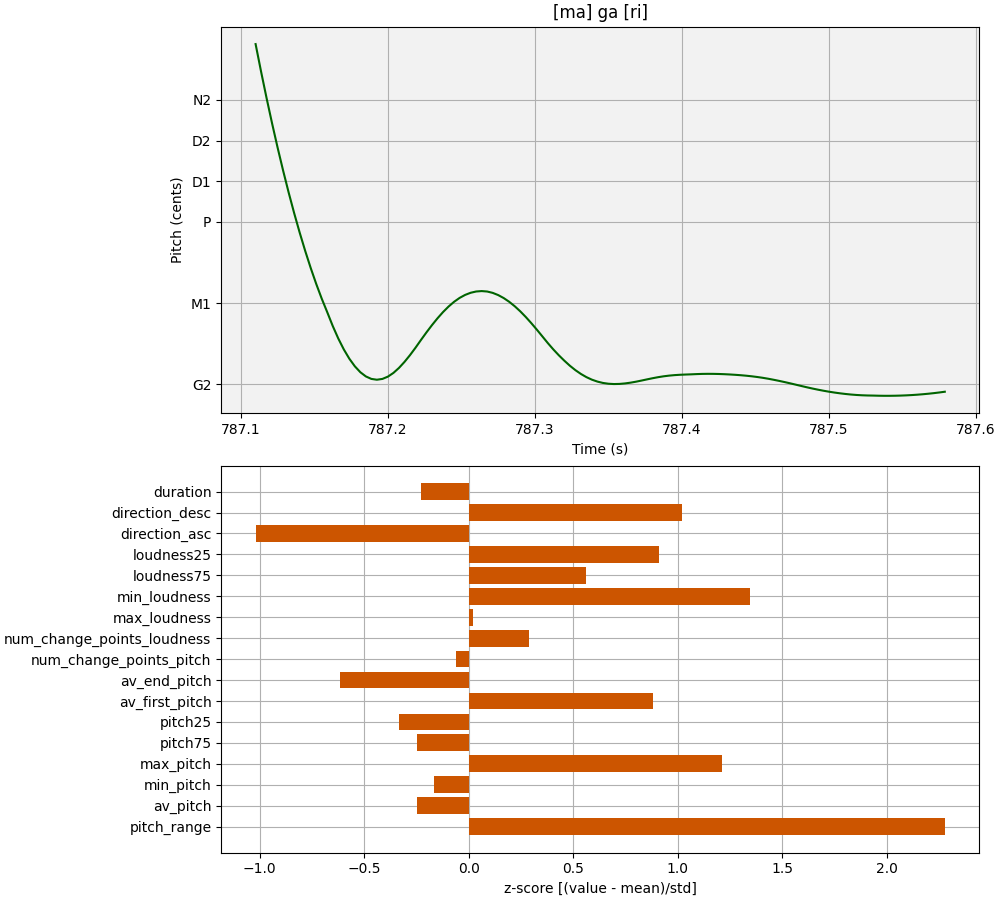 [ma] ga [ri]
Pitch (cents)
N2
D2
D1
P
M1
G2
787.1 787.2 787.3 787.4 787.5 787.6
Time (s)
duration
direction_desc
direction_asc
loudness25
loudness75
min_loudness
max_loudness
num_change_points_loudness
num_change_points_pitch
av_end_pitch
av_first_pitch
pitch25
pitch75
max_pitch
min_pitch
av_pitch
pitch_range
−1.0 −0.5 0.0 0.5 1.0 1.5 2.0
z-score [(value - mean)/std]